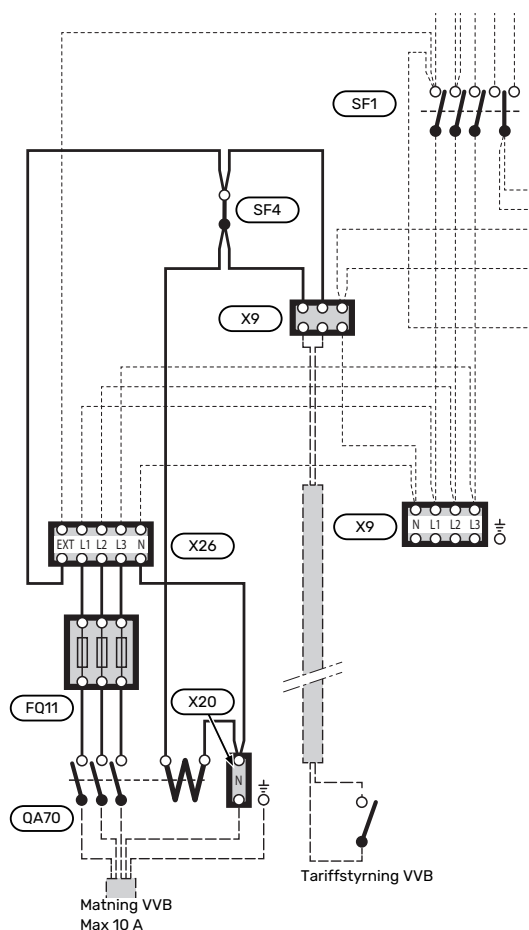 SF1
SF4
X9
N L1 L2 L3
X9
EXT L1 L2 L3 N
X26
FQ11
X20
N
QA70
Tariffstyrning VVB
Matning VVB
Max 10 A